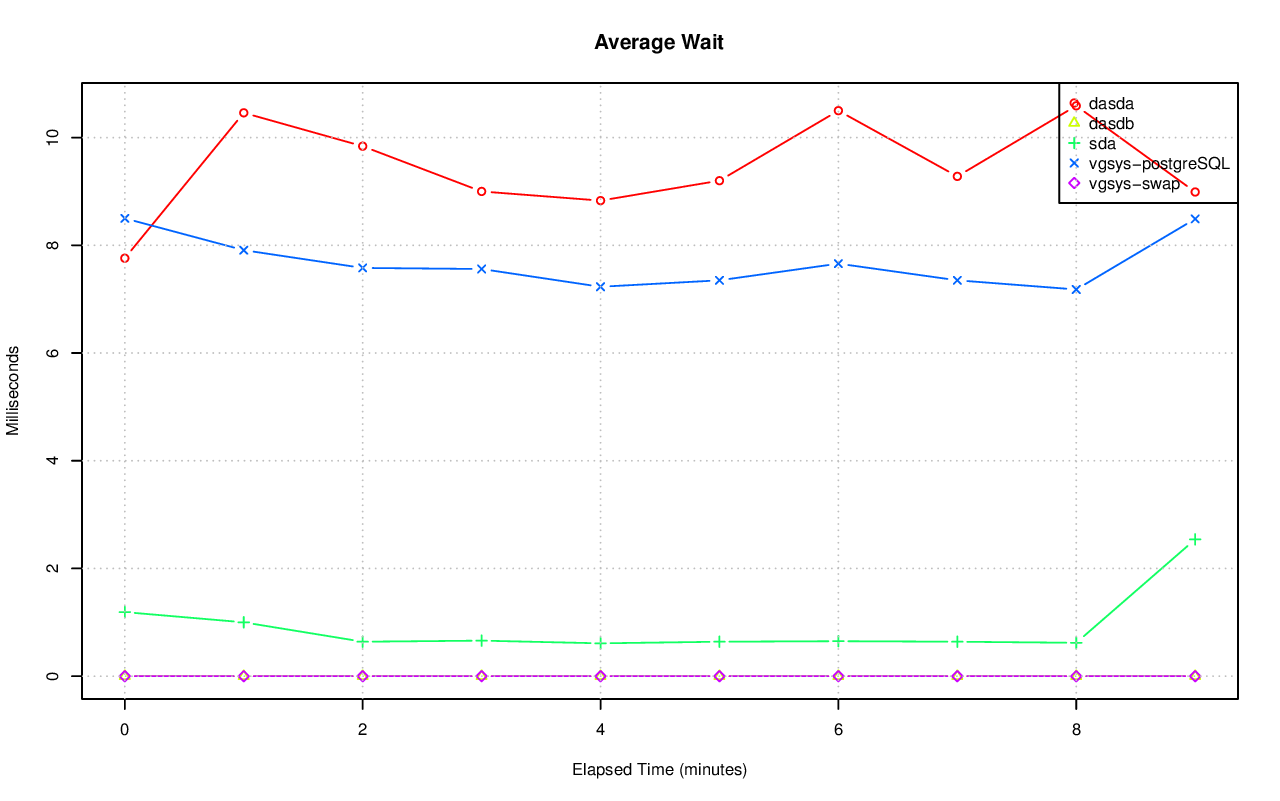 Average Wait
dasda
dasdb
sda
vgsys−postgreSQL
vgsys−swap
Milliseconds
10
8
6
4
2
0
0 2 4 6 8
Elapsed Time (minutes)